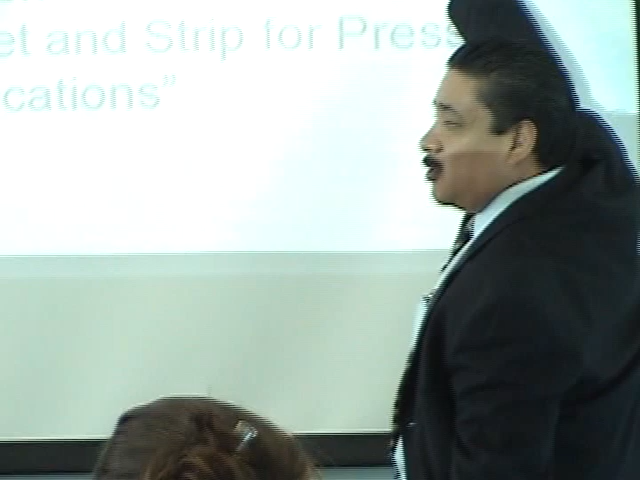 et and Strip for Press
cations”